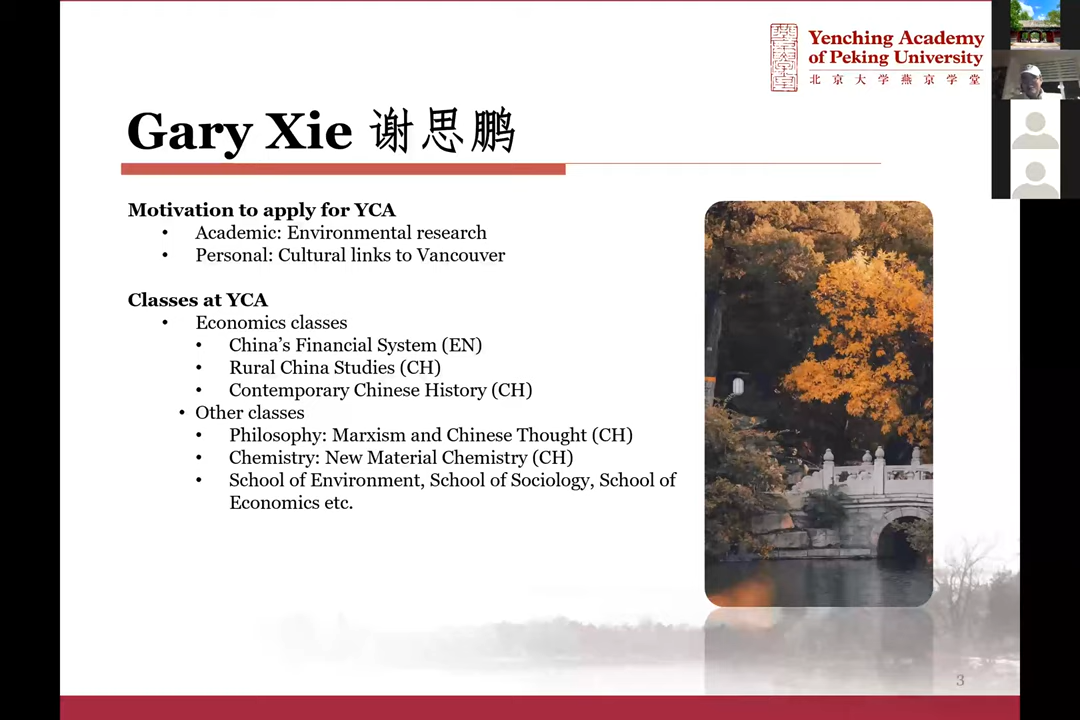 Yenching Academy
of Peking University
北京大学燕京学堂
Gary Xie 谢思鹏
Motivation to apply for YCA
• Academic: Environmental research
• Personal: Cultural links to Vancouver
Classes at YCA
• Economics classes
• China's Financial System (EN)
• Rural China Studies (CH)
• Contemporary Chinese History (CH)
• Other classes
• Philosophy: Marxism and Chinese Thought (CH)
• Chemistry: New Material Chemistry (CH)
• School of Environment, School of Sociology, School of
Economics etc.
3